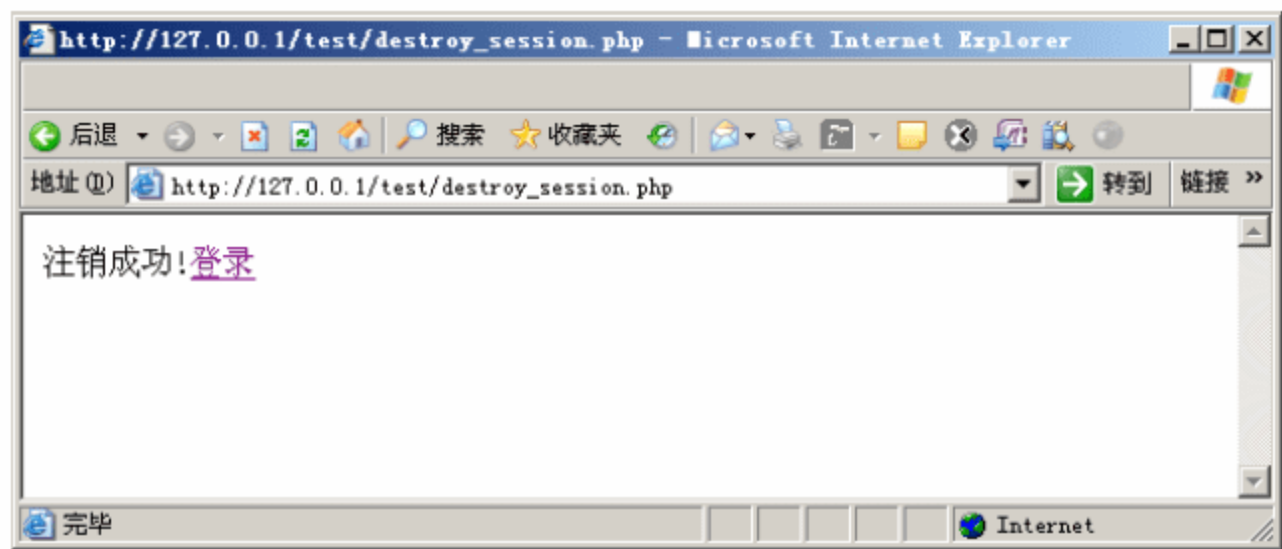 http://127.0.0.1/test/destroy_session.php - Microsoft Internet Explorer
后退 搜索 收藏夹
地址(D) http://127.0.0.1/test/destroy_session.php 转到 链接 »
注销成功!登录
完毕 Internet